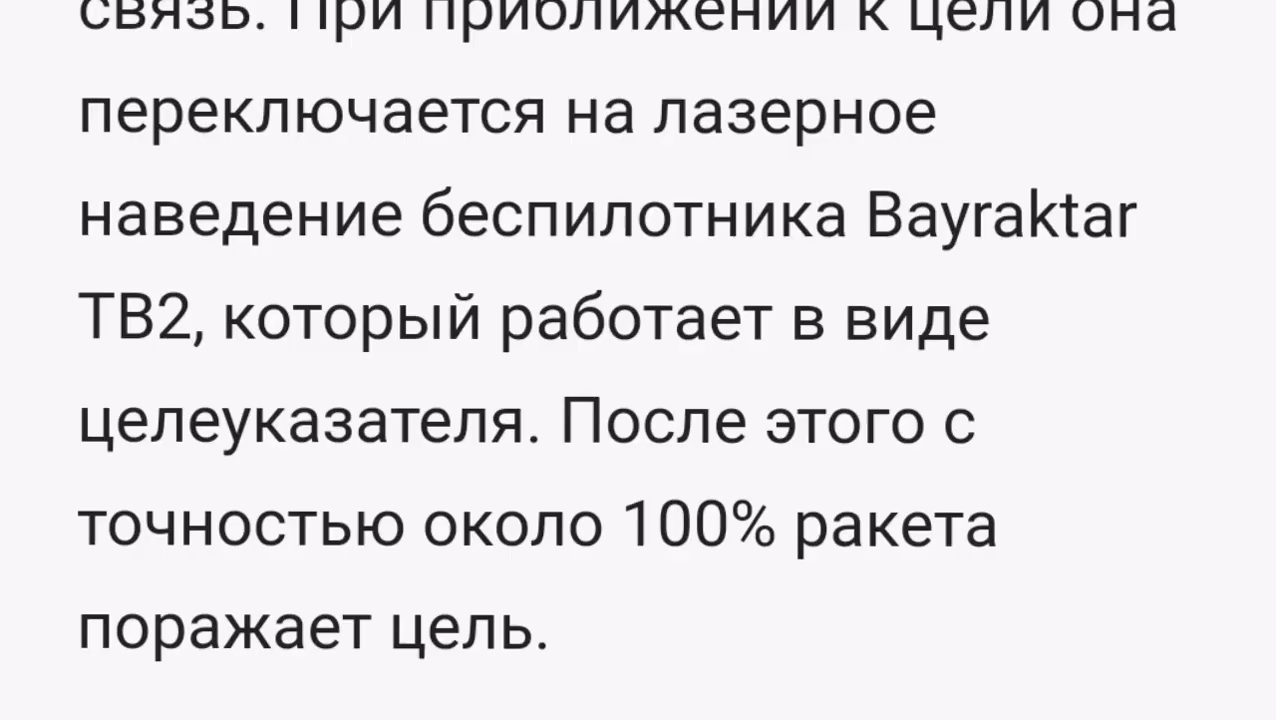 связь. При приближении к цели она
переключается на лазерное
наведение беспилотника Bayraktar
TB2, который работает в виде
целеуказателя. После этого с
точностью около 100% ракета
поражает цель.